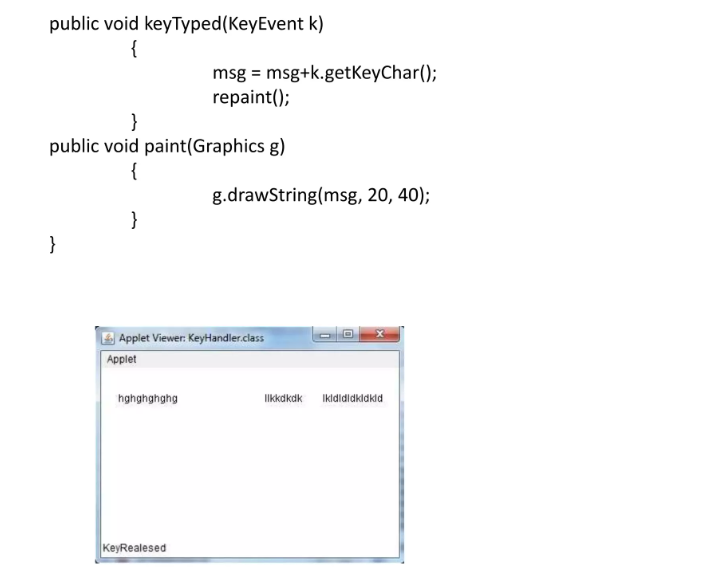 public void keyTyped(KeyEvent k)
{
msg = msg+k.getKeyChar();
repaint();
}
public void paint(Graphics g)
{
g.drawString(msg, 20, 40);
}
}
Applet Viewer: KeyHandler.class
Applet
hghghghghg llkkdkdk lkldldldkldkld
KeyRealesed